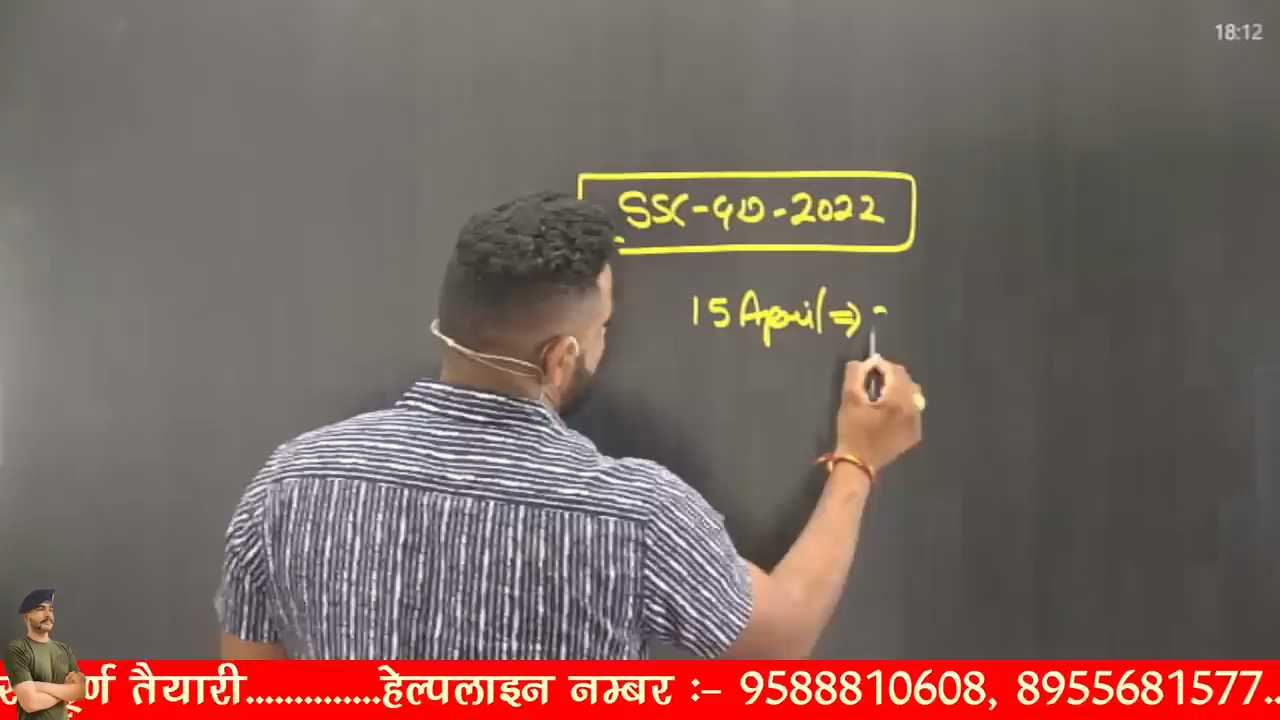 18:12
SSC-GD-2022
15 April ⇒
तैयारी..............हेल्पलाइन नम्बर ः– 9588810608, 8955681577..